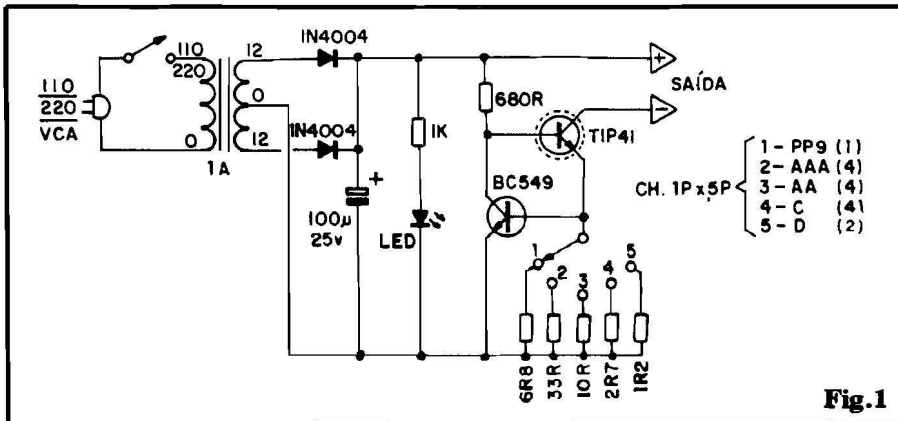 1N4004
110
220
0
12
0
12
1A
110
220
VCA
1N4004
100μ
25v
+
1K
LED
680R
TIP41
BC549
+
SAÍDA
-
CH. 1P x 5P
1 - PP9 (1)
2 - AAA (4)
3 - AA (4)
4 - C (4)
5 - D (2)
1
2
3
4
5
6R8
33R
10R
2R7
1R2
Fig.1